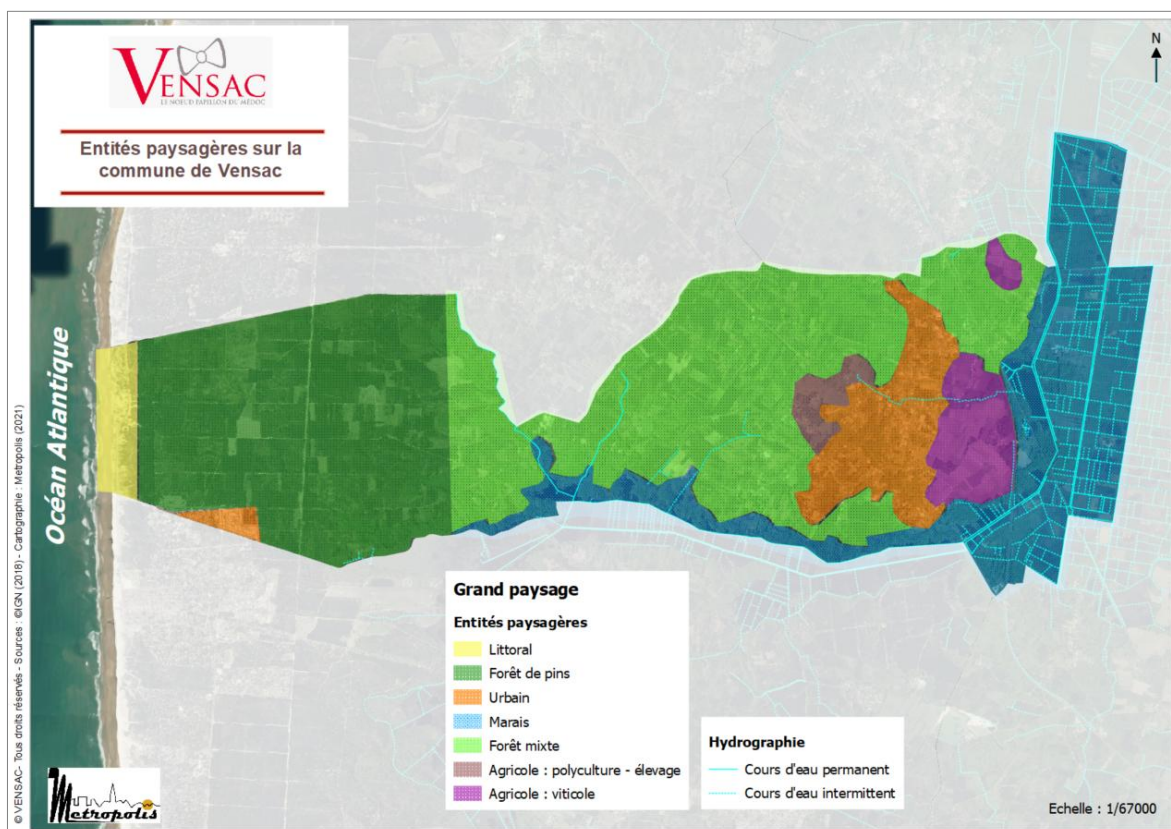 VENSAC
LE NOEUD PAPILLON DU MÉDOC
Entités paysagères sur la
commune de Vensac
N
Océan Atlantique
© VENSAC- Tous droits réservés - Sources : ©IGN (2018) - Cartographie : Metropolis (2021)
Grand paysage
Entités paysagères
Littoral
Forêt de pins
Urbain
Marais
Forêt mixte
Agricole : polyculture - élevage
Agricole : viticole
Hydrographie
Cours d'eau permanent
Cours d'eau intermittent
Metropolis
Echelle : 1/67000